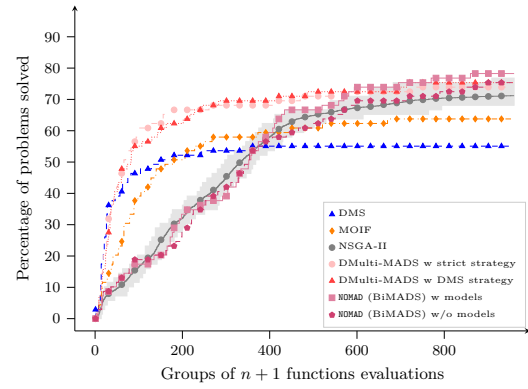 Percentage of problems solved
90
80
70
60
50
40
30
20
10
0
0
200
400
600
800
Groups of n + 1 functions evaluations
DMS
MOIF
NSGA-II
DMulti-MADS w strict strategy
DMulti-MADS w DMS strategy
NOMAD (BiMADS) w models
NOMAD (BiMADS) w/o models